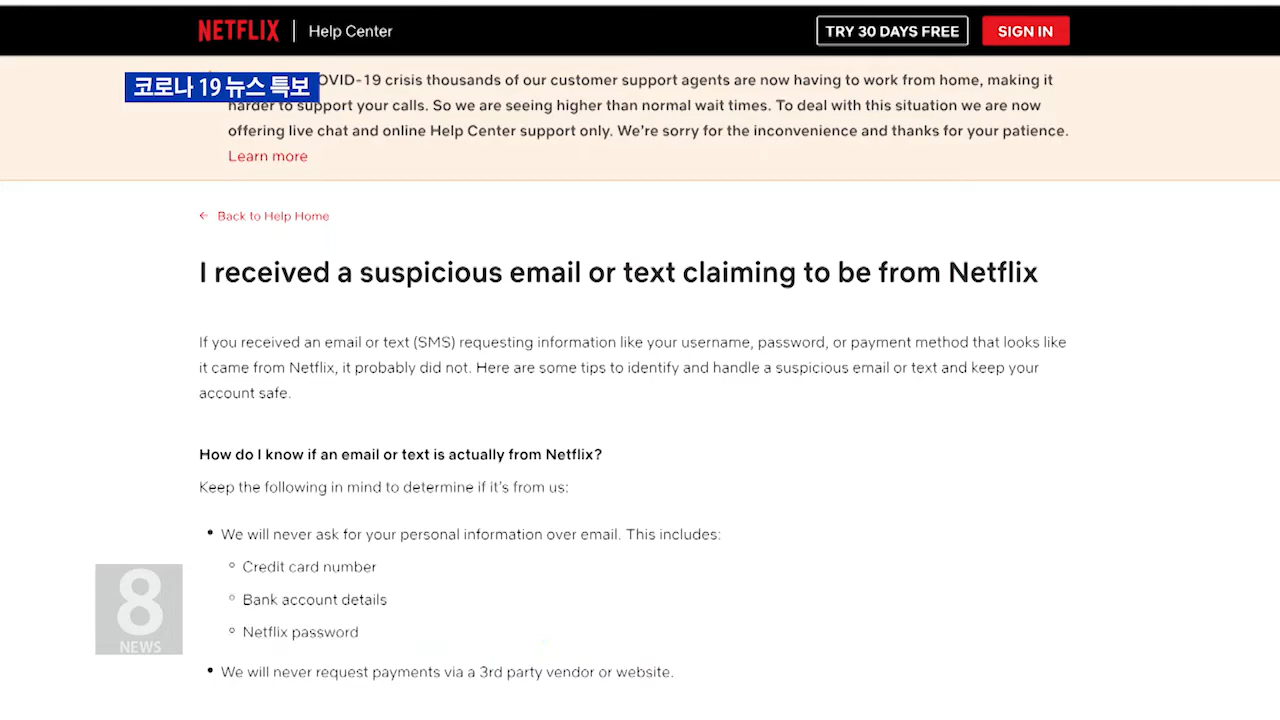 NETFLIX | Help Center
TRY 30 DAYS FREE
SIGN IN
코로나 19 뉴스 특보
OVID-19 crisis thousands of our customer support agents are now having to work from home, making it
harder to support your calls. So we are seeing higher than normal wait times. To deal with this situation we are now
offering live chat and online Help Center support only. We're sorry for the inconvenience and thanks for your patience.
Learn more
← Back to Help Home
I received a suspicious email or text claiming to be from Netflix
If you received an email or text (SMS) requesting information like your username, password, or payment method that looks like
it came from Netflix, it probably did not. Here are some tips to identify and handle a suspicious email or text and keep your
account safe.
How do I know if an email or text is actually from Netflix?
Keep the following in mind to determine if it's from us:
• We will never ask for your personal information over email. This includes:
◦ Credit card number
◦ Bank account details
◦ Netflix password
• We will never request payments via a 3rd party vendor or website.
8
NEWS